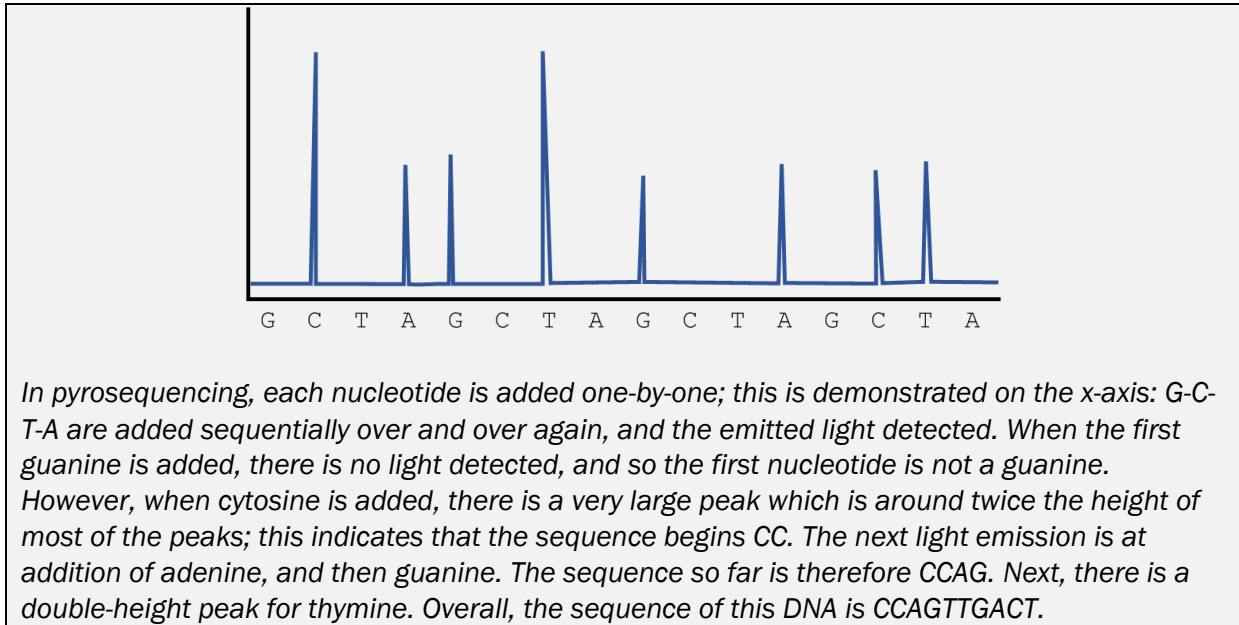 G C T A G C T A G C T A G C T A
In pyrosequencing, each nucleotide is added one-by-one; this is demonstrated on the x-axis: G-C-
T-A are added sequentially over and over again, and the emitted light detected. When the first
guanine is added, there is no light detected, and so the first nucleotide is not a guanine.
However, when cytosine is added, there is a very large peak which is around twice the height of
most of the peaks; this indicates that the sequence begins CC. The next light emission is at
addition of adenine, and then guanine. The sequence so far is therefore CCAG. Next, there is a
double-height peak for thymine. Overall, the sequence of this DNA is CCAGTTGACT.